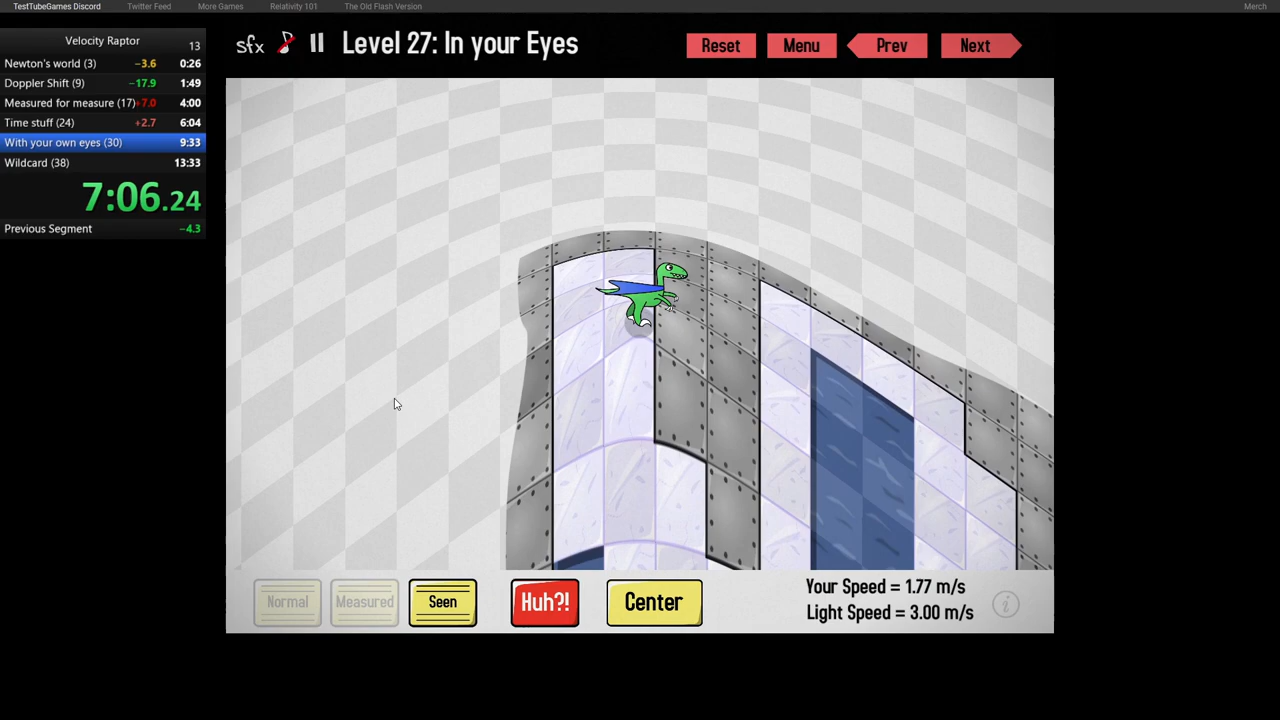 TestTubeGames Discord Twitter Feed More Games Relativity 101 The Old Flash Version Merch
Velocity Raptor 13
Newton's world (3) −3.6 0:26
Doppler Shift (9) −17.9 1:49
Measured for measure (17) +7.0 4:00
Time stuff (24) +2.7 6:04
With your own eyes (30) 9:33
Wildcard (38) 13:33
7:06.24
Previous Segment −4.3
sfx Level 27: In your Eyes Reset Menu Prev Next
Normal Measured Seen Huh?! Center
Your Speed = 1.77 m/s
Light Speed = 3.00 m/s
i